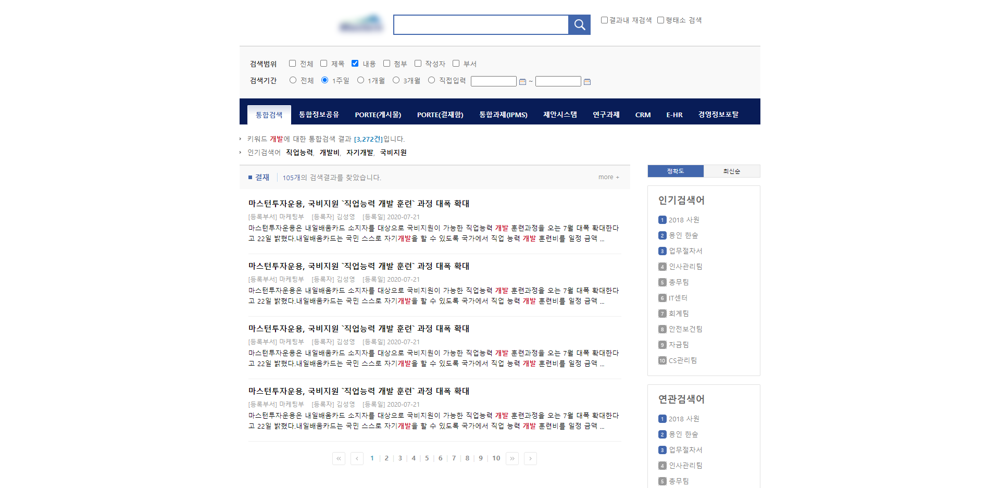 결과내 재검색 형태소 검색
검색범위 전체 제목 내용 첨부 작성자 부서
검색기간 전체 1주일 1개월 3개월 직접입력 ~
통합검색 통합정보공유 PORTE(게시물) PORTE(결재함) 통합과제(IPMS) 제안시스템 연구과제 CRM E-HR 경영정보포탈
키워드 개발에 대한 통합검색 결과 [3,272건]입니다.
인기검색어 직업능력, 개발비, 자기개발, 국비지원
결재 105개의 검색결과를 찾았습니다. more +
마스턴투자운용, 국비지원 `직업능력 개발 훈련` 과정 대폭 확대
[등록부서] 마케팅부 [등록자] 김성영 [등록일] 2020-07-21
마스턴투자운용은 내일배움카드 소지자를 대상으로 국비지원이 가능한 직업능력 개발 훈련과정을 오는 7월 대폭 확대한다
고 22일 밝혔다.내일배움카드는 국민 스스로 자기개발을 할 수 있도록 국가에서 직업 능력 개발 훈련비를 일정 금액 ...
마스턴투자운용, 국비지원 `직업능력 개발 훈련` 과정 대폭 확대
[등록부서] 마케팅부 [등록자] 김성영 [등록일] 2020-07-21
마스턴투자운용은 내일배움카드 소지자를 대상으로 국비지원이 가능한 직업능력 개발 훈련과정을 오는 7월 대폭 확대한다
고 22일 밝혔다.내일배움카드는 국민 스스로 자기개발을 할 수 있도록 국가에서 직업 능력 개발 훈련비를 일정 금액 ...
마스턴투자운용, 국비지원 `직업능력 개발 훈련` 과정 대폭 확대
[등록부서] 마케팅부 [등록자] 김성영 [등록일] 2020-07-21
마스턴투자운용은 내일배움카드 소지자를 대상으로 국비지원이 가능한 직업능력 개발 훈련과정을 오는 7월 대폭 확대한다
고 22일 밝혔다.내일배움카드는 국민 스스로 자기개발을 할 수 있도록 국가에서 직업 능력 개발 훈련비를 일정 금액 ...
마스턴투자운용, 국비지원 `직업능력 개발 훈련` 과정 대폭 확대
[등록부서] 마케팅부 [등록자] 김성영 [등록일] 2020-07-21
마스턴투자운용은 내일배움카드 소지자를 대상으로 국비지원이 가능한 직업능력 개발 훈련과정을 오는 7월 대폭 확대한다
고 22일 밝혔다.내일배움카드는 국민 스스로 자기개발을 할 수 있도록 국가에서 직업 능력 개발 훈련비를 일정 금액 ...
« ‹ 1 | 2 | 3 | 4 | 5 | 6 | 7 | 8 | 9 | 10 » ›
정확도 최신순
인기검색어
1 2018 사원
2 용인 한숲
3 업무절차서
4 인사관리팀
5 총무팀
6 IT센터
7 회계팀
8 안전보건팀
9 자금팀
10 CS관리팀
연관검색어
1 2018 사원
2 용인 한숲
3 업무절차서
4 인사관리팀
5 총무팀